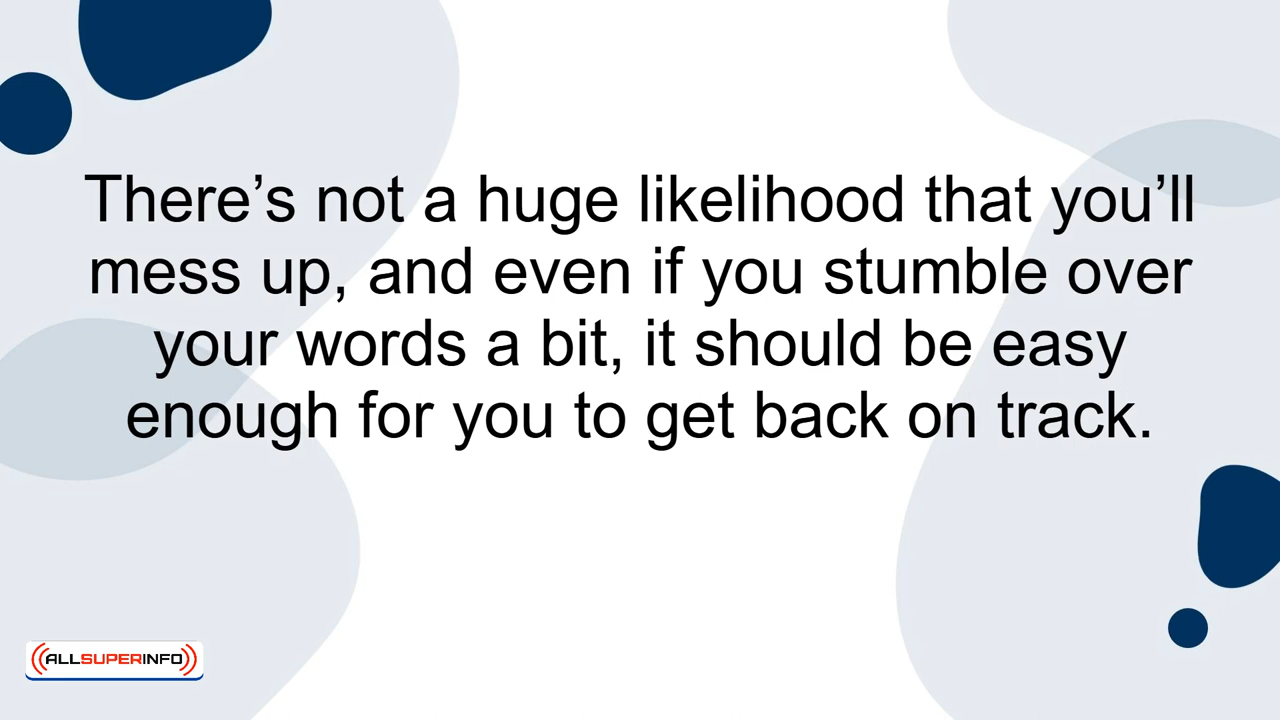 There’s not a huge likelihood that you’ll
mess up, and even if you stumble over
your words a bit, it should be easy
enough for you to get back on track.
ALLSUPERINFO